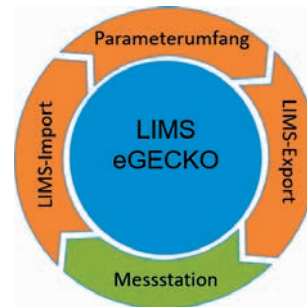 Parameterumfang
LIMS-Import
LIMS
eGECKO
LIMS-Export
Messstation